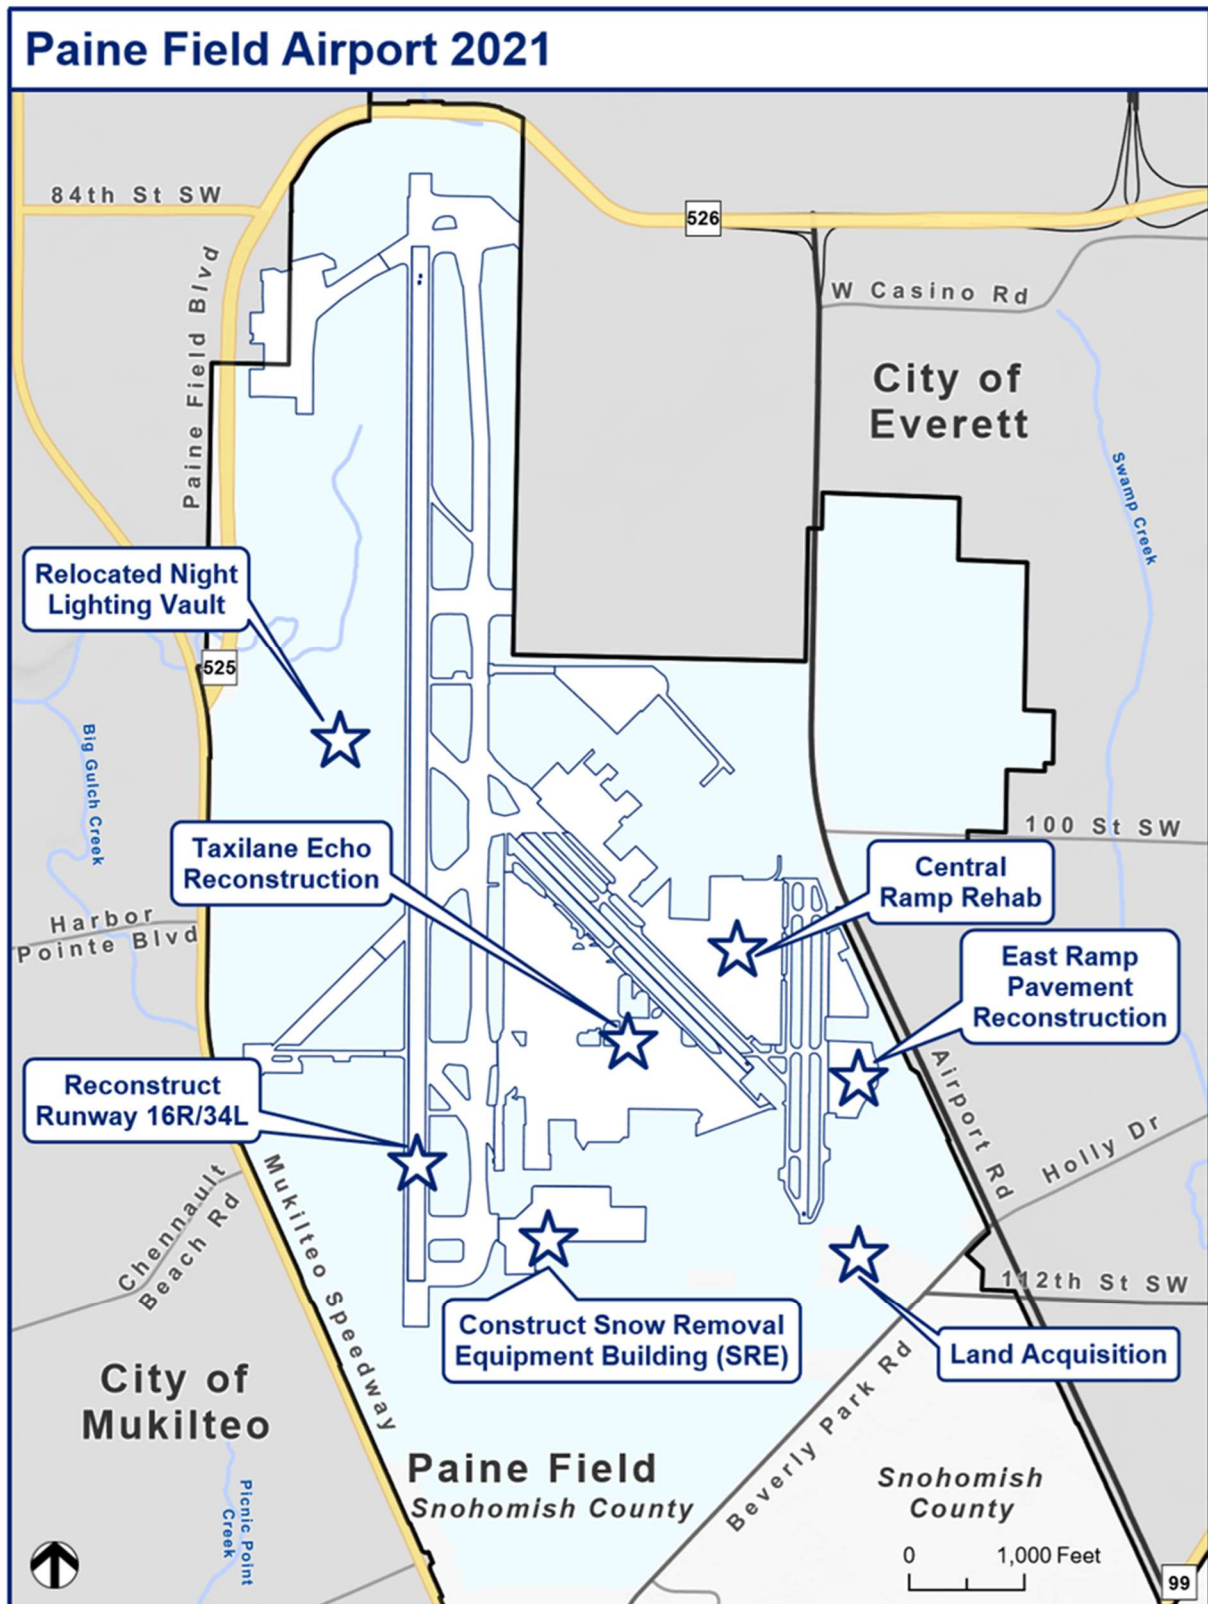 Paine Field Airport 2021
84th St SW
526
Paine Field Blvd
W Casino Rd
City of
Everett
Swamp Creek
Relocated Night
Lighting Vault
525
Big Gulch Creek
100 St SW
Taxilane Echo
Reconstruction
Central
Ramp Rehab
Harbor
Pointe Blvd
East Ramp
Pavement
Reconstruction
Reconstruct
Runway 16R/34L
Airport Rd
Holly Dr
Chennault
Beach Rd
Mukilteo Speedway
112th St SW
Construct Snow Removal
Equipment Building (SRE)
Land Acquisition
City of
Mukilteo
Beverly Park Rd
Paine Field
Snohomish County
Snohomish
County
Picnic Point
Creek
0 1,000 Feet
99